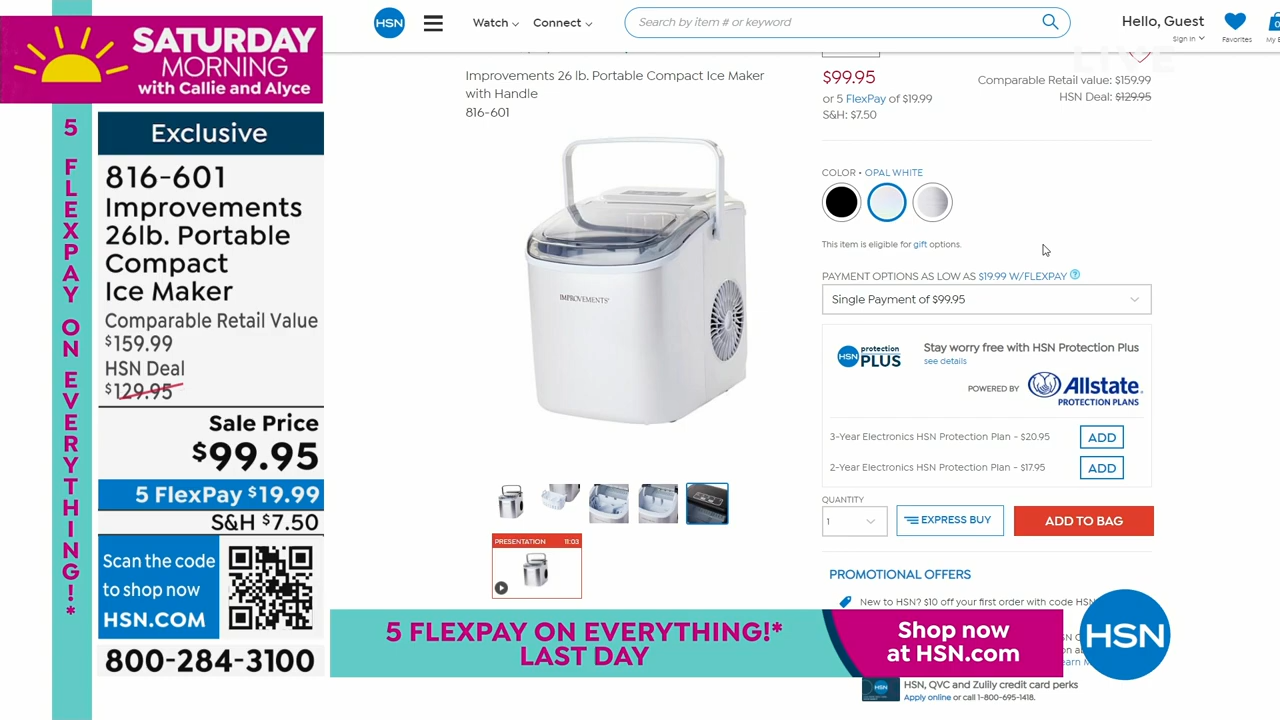 SATURDAY
MORNING
with Callie and Alyce
5 FLEXPAY ON EVERYTHING!*
Exclusive
816-601
Improvements
26lb. Portable
Compact
Ice Maker
Comparable Retail Value
$159.99
HSN Deal
$129.95
Sale Price
$99.95
5 FlexPay $19.99
S&H $7.50
Scan the code
to shop now
HSN.COM
800-284-3100
HSN
Watch
Connect
Search by item # or keyword
Hello, Guest
Sign In
Favorites
My
0
LIVE
Improvements 26 lb. Portable Compact Ice Maker
with Handle
816-601
IMPROVEMENTS
PRESENTATION 11:03
$99.95
or 5 FlexPay of $19.99
S&H: $7.50
Comparable Retail value: $159.99
HSN Deal: $129.95
COLOR • OPAL WHITE
This item is eligible for gift options.
PAYMENT OPTIONS AS LOW AS $19.99 W/FLEXPAY ?
Single Payment of $99.95
HSN protection PLUS
Stay worry free with HSN Protection Plus
see details
POWERED BY Allstate
PROTECTION PLANS
3-Year Electronics HSN Protection Plan - $20.95 ADD
2-Year Electronics HSN Protection Plan - $17.95 ADD
QUANTITY
1
EXPRESS BUY
ADD TO BAG
PROMOTIONAL OFFERS
New to HSN? $10 off your first order with code HSN
HSN, QVC and Zulily credit card perks
Apply online or call 1-800-695-1418.
5 FLEXPAY ON EVERYTHING!*
LAST DAY
Shop now
at HSN.com
HSN